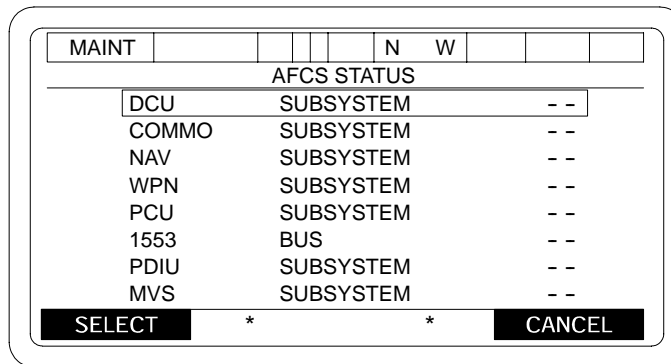 MAINT N W
AFCS STATUS
DCU SUBSYSTEM - -
COMMO SUBSYSTEM - -
NAV SUBSYSTEM - -
WPN SUBSYSTEM - -
PCU SUBSYSTEM - -
1553 BUS - -
PDIU SUBSYSTEM - -
MVS SUBSYSTEM - -
SELECT * * CANCEL